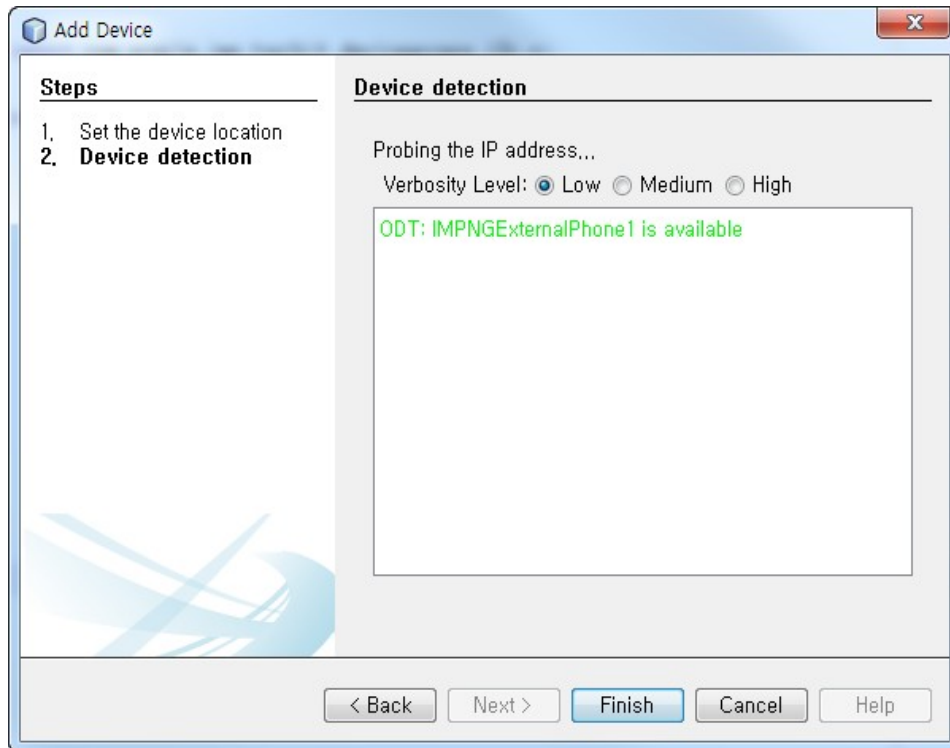 Add Device
Steps
1. Set the device location
2. Device detection
Device detection
Probing the IP address...
Verbosity Level: Low Medium High
ODT: IMPNGExternalPhone1 is available
< Back Next > Finish Cancel Help